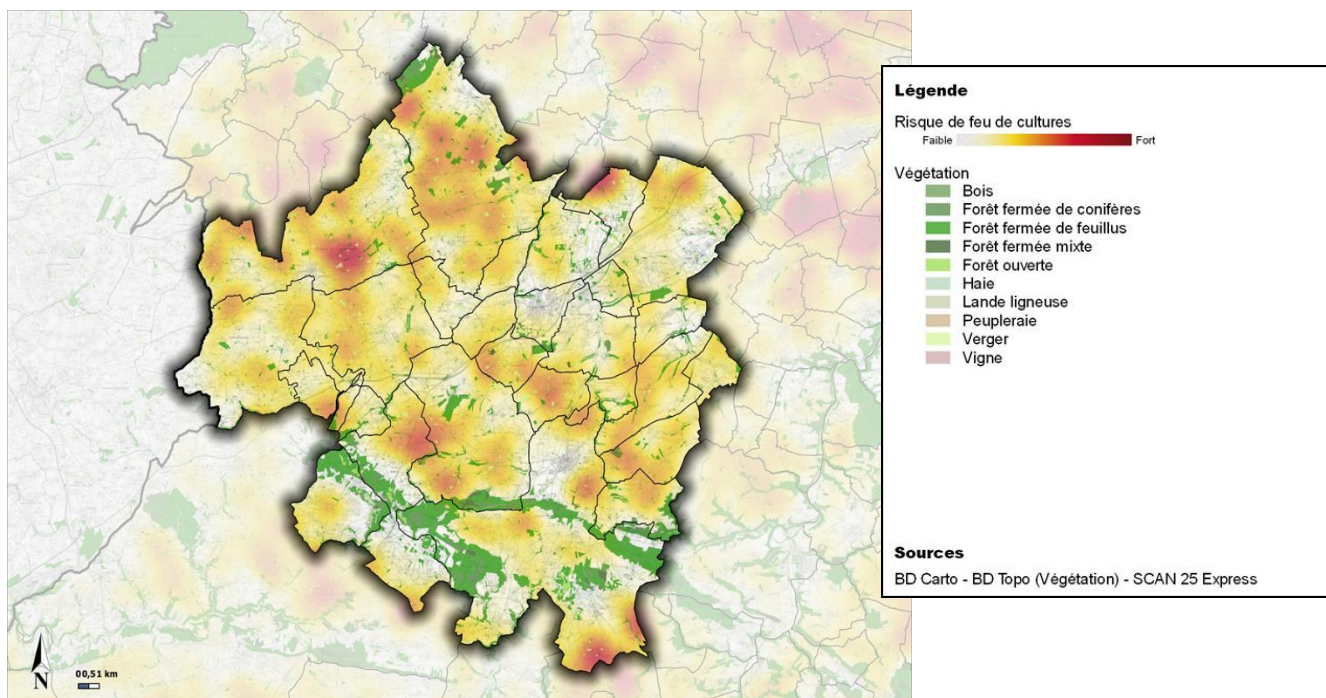 Légende
Risque de feu de cultures
Faible Fort
Végétation
Bois
Forêt fermée de conifères
Forêt fermée de feuillus
Forêt fermée mixte
Forêt ouverte
Haie
Lande ligneuse
Peupleraie
Verger
Vigne
Sources
BD Carto - BD Topo (Végétation) - SCAN 25 Express
N
00,51 km